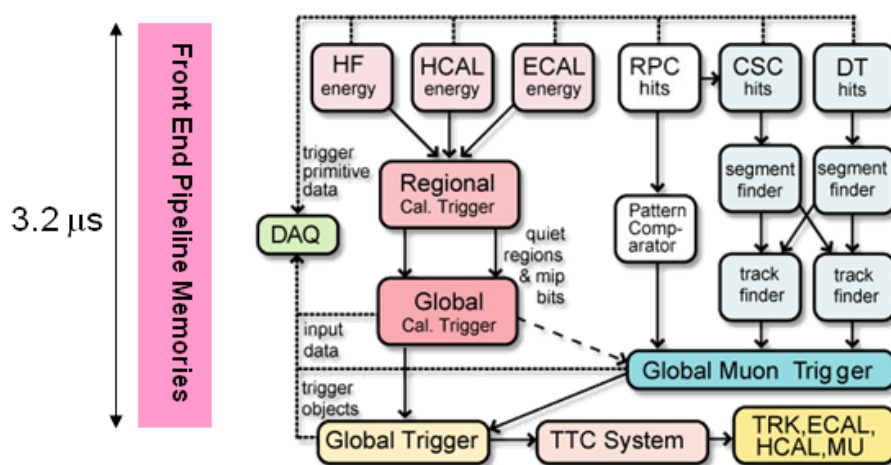 3.2 μs
Front End Pipeline Memories
HF
energy
HCAL
energy
ECAL
energy
RPC
hits
CSC
hits
DT
hits
trigger
primitive
data
DAQ
Regional
Cal. Trigger
quiet
regions
& mip
bits
Global
Cal. Trigger
Pattern
Comp-
arator
segment
finder
segment
finder
track
finder
track
finder
input
data
trigger
objects
Global Muon Trigger
Global Trigger
TTC System
TRK,ECAL,
HCAL,MU